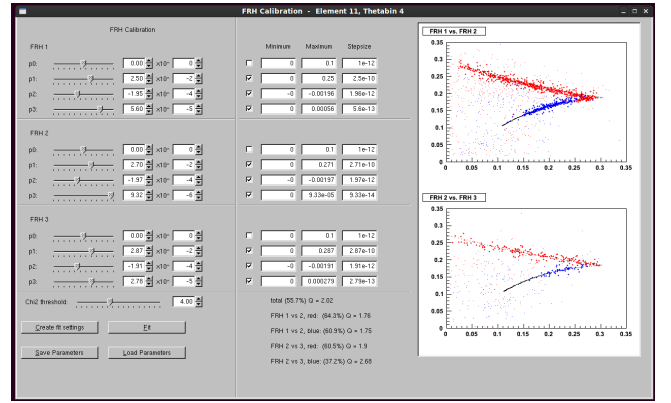 FRH Calibration - Element 11, Thetabin 4
FRH Calibration
Minimum Maximum Stepsize
FRH 1
p0: 0.00 ×10^ 0 0 0.1 1e-12
p1: 2.50 ×10^ -2 0 0.25 2.5e-10
p2: -1.95 ×10^ -4 -0 -0.00196 1.96e-12
p3: 5.60 ×10^ -5 0 0.00056 5.6e-13
FRH 2
p0: 0.00 ×10^ 0 0 0.1 1e-12
p1: 2.70 ×10^ -2 0 0.271 2.71e-10
p2: -1.97 ×10^ -4 -0 -0.00197 1.97e-12
p3: 9.32 ×10^ -6 0 9.33e-05 9.33e-14
FRH 3
p0: 0.00 ×10^ 0 0 0.1 1e-12
p1: 2.87 ×10^ -2 0 0.287 2.87e-10
p2: -1.91 ×10^ -4 -0 -0.00191 1.91e-12
p3: 2.78 ×10^ -5 0 0.000279 2.79e-13
Chi2 threshold: 4.00
Create fit settings Fit
Save Parameters Load Parameters
total (55.7%) Q = 2.02
FRH 1 vs 2, red: (64.3%) Q = 1.76
FRH 1 vs 2, blue: (60.9%) Q = 1.75
FRH 2 vs 3, red: (60.5%) Q = 1.9
FRH 2 vs 3, blue: (37.2%) Q = 2.68
FRH 1 vs. FRH 2
0.35
0.3
0.25
0.2
0.15
0.1
0.05
0
0 0.05 0.1 0.15 0.2 0.25 0.3 0.35
FRH 2 vs. FRH 3
0.35
0.3
0.25
0.2
0.15
0.1
0.05
0
0 0.05 0.1 0.15 0.2 0.25 0.3 0.35